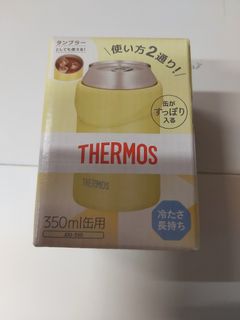 タンブラー
としても使える!
使い方2通り!
缶が
すっぽり
入る
THERMOS
THERMOS
350ml缶用
冷たさ
長持ち